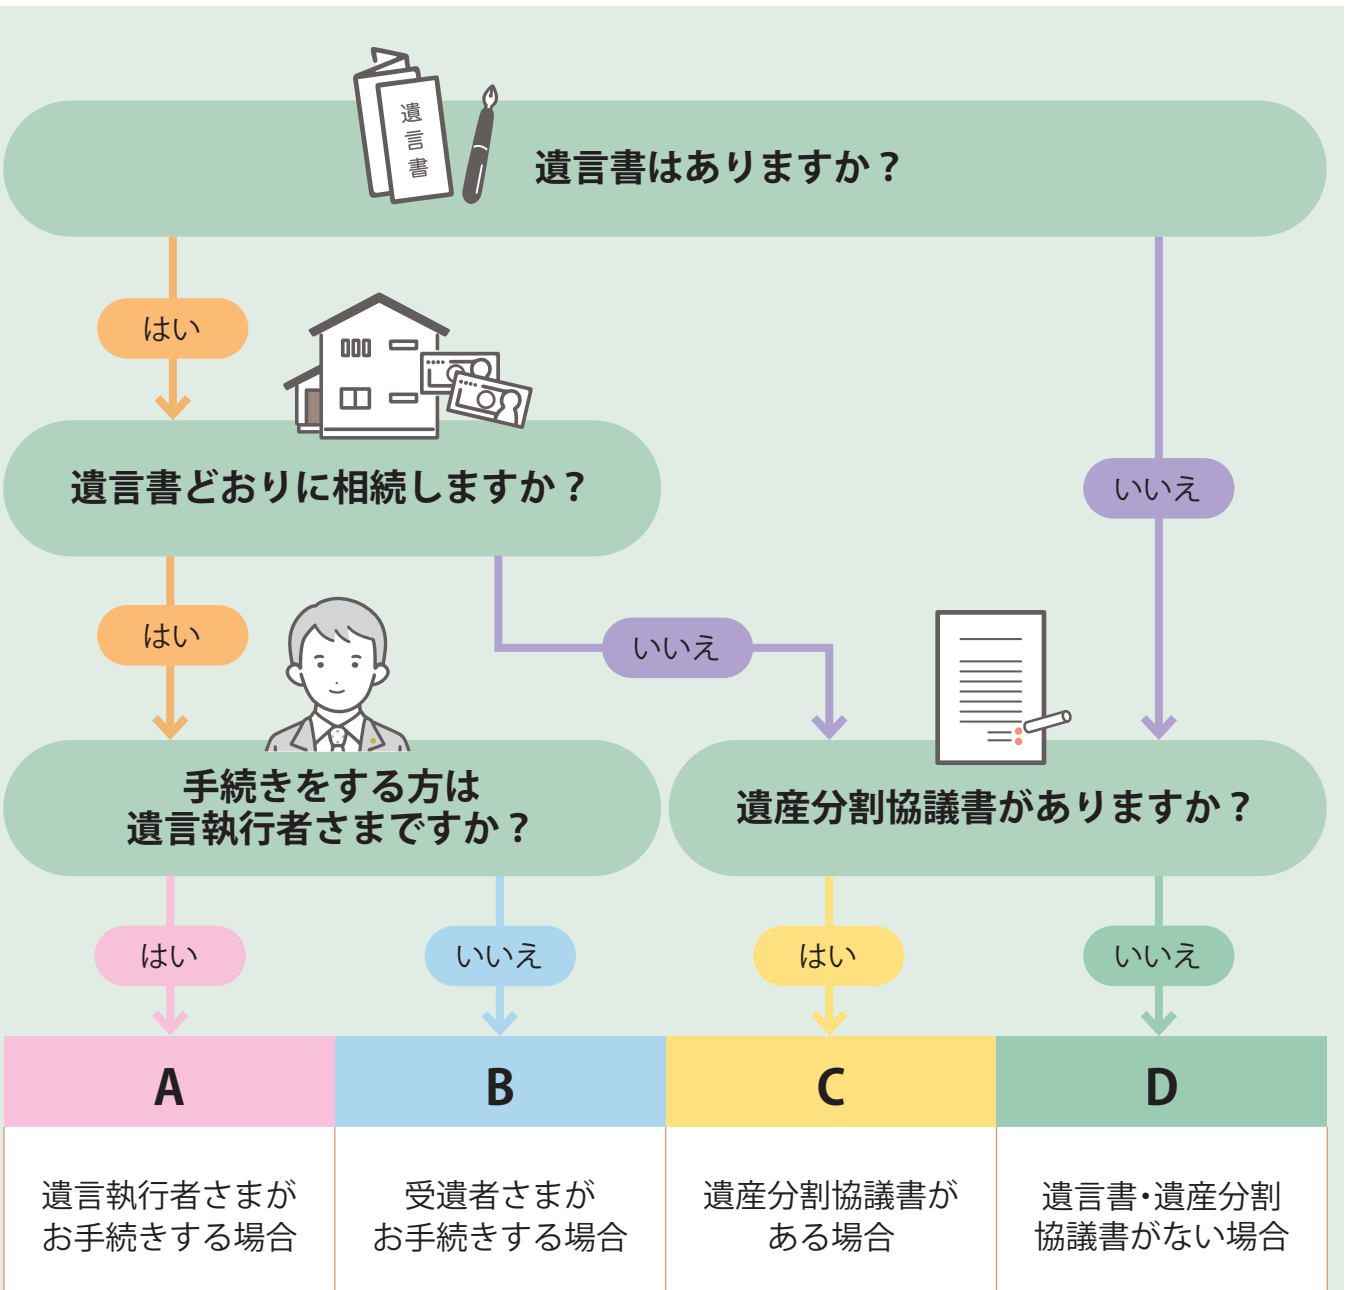 遺言書
遺言書はありますか？
はい
遺言書どおりに相続しますか？
いいえ
はい
いいえ
手続きをする方は
遺言執行者さまですか？
遺産分割協議書がありますか？
はい
いいえ
はい
いいえ
A
B
C
D
遺言執行者さまが
お手続きする場合
受遺者さまが
お手続きする場合
遺産分割協議書が
ある場合
遺言書・遺産分割
協議書がない場合